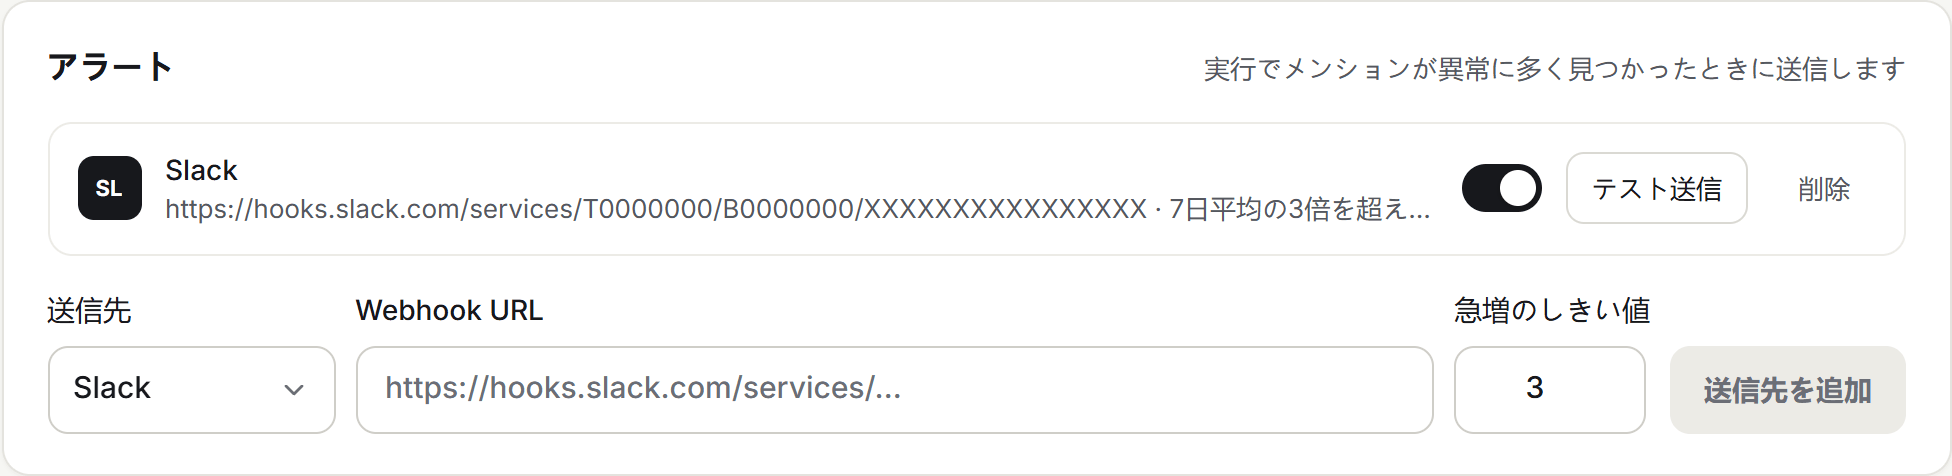 アラート
実行でメンションが異常に多く見つかったときに送信します
SL
Slack
https://hooks.slack.com/services/T0000000/B0000000/XXXXXXXXXXXXXXXX · 7日平均の3倍を超え...
テスト送信
削除
送信先
Webhook URL
急増のしきい値
Slack
https://hooks.slack.com/services/...
3
送信先を追加